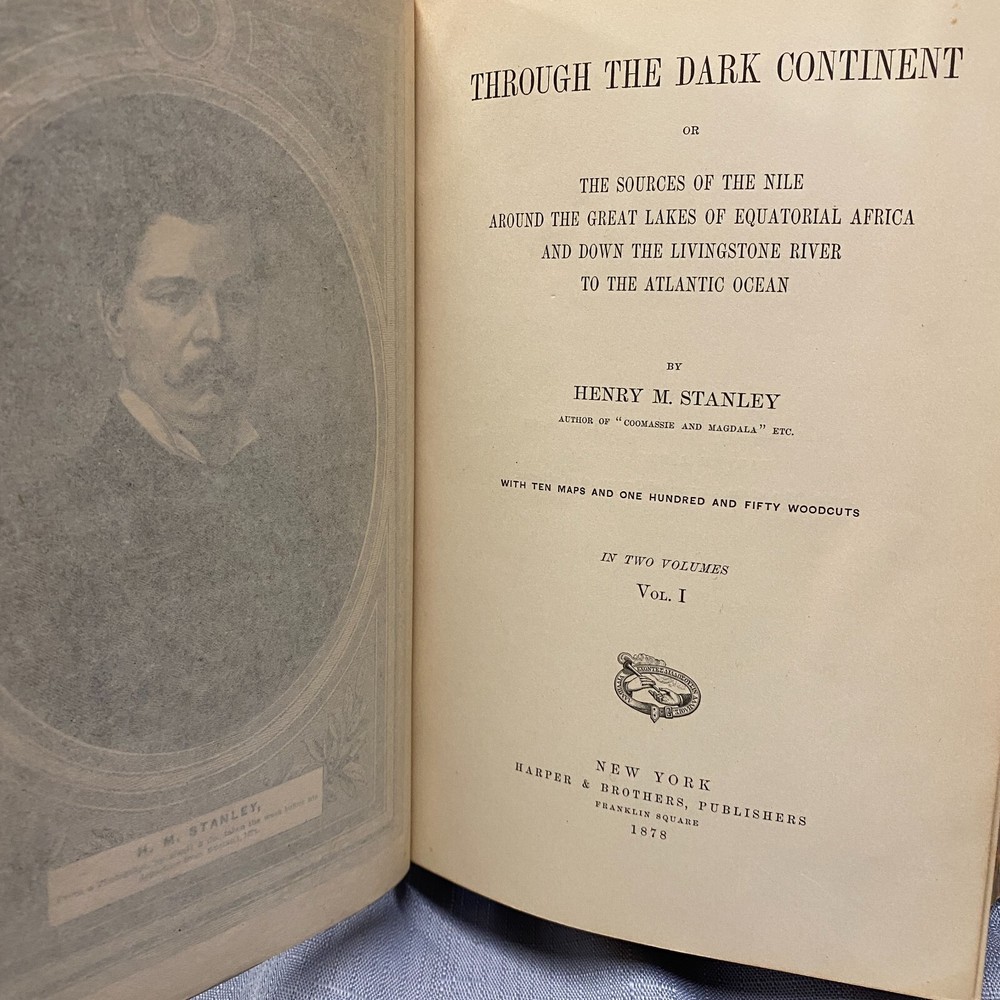 H. M. STANLEY,
THROUGH THE DARK CONTINENT
OR
THE SOURCES OF THE NILE
AROUND THE GREAT LAKES OF EQUATORIAL AFRICA
AND DOWN THE LIVINGSTONE RIVER
TO THE ATLANTIC OCEAN
BY
HENRY M. STANLEY
AUTHOR OF "COOMASSIE AND MAGDALA" ETC.
WITH TEN MAPS AND ONE HUNDRED AND FIFTY WOODCUTS
IN TWO VOLUMES
VOL. I
NEW YORK
HARPER & BROTHERS, PUBLISHERS
FRANKLIN SQUARE
1878